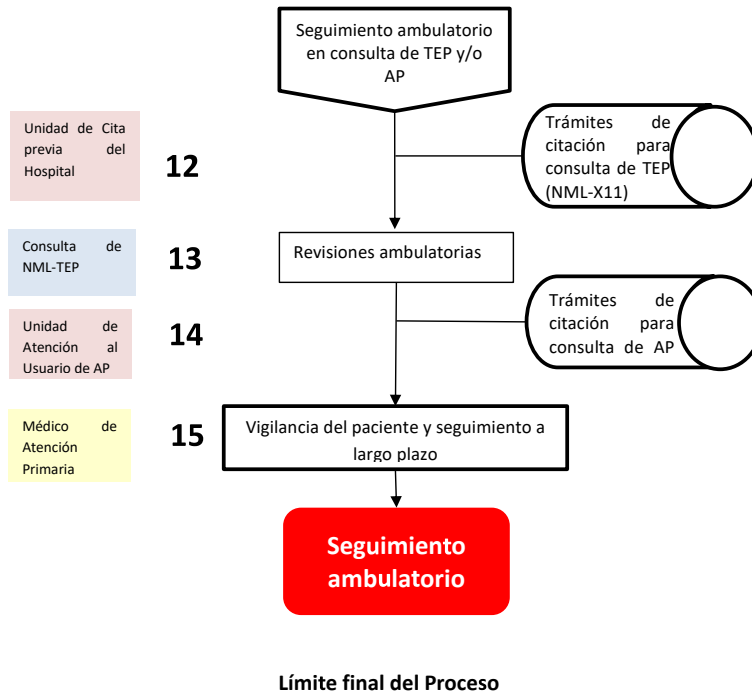 Seguimiento ambulatorio
en consulta de TEP y/o
AP
Unidad de Cita
previa del
Hospital
12
Trámites de
citación para
consulta de TEP
(NML-X11)
Consulta de
NML-TEP
13
Revisiones ambulatorias
Unidad de
Atención al
Usuario de AP
14
Trámites de
citación para
consulta de AP
Médico de
Atención
Primaria
15
Vigilancia del paciente y seguimiento a
largo plazo
Seguimiento
ambulatorio
Límite final del Proceso